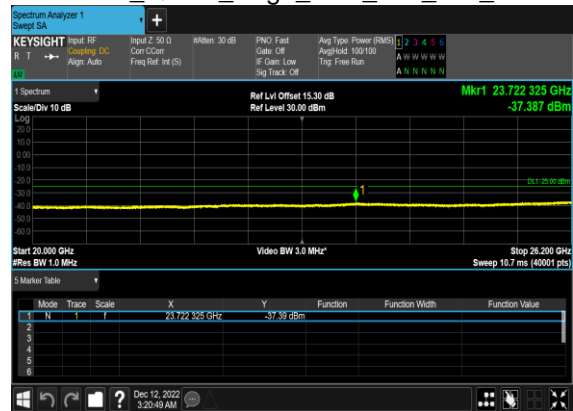 Spectrum Analyzer 1
Swept SA
+
KEYSIGHT Input: RF Input Z: 50 Ω #Atten: 30 dB PNO: Fast Avg Type: Power (RMS) 1 2 3 4 5 6
R T Coupling: DC Corr CCorr Gate: Off Avg|Hold: 100/100 A W W W W W
Align: Auto Freq Ref: Int (S) IF Gain: Low Trig: Free Run
LXI Sig Track: Off A N N N N N
1 Spectrum Ref Lvl Offset 15.30 dB Mkr1 23.722 325 GHz
Scale/Div 10 dB Ref Level 30.00 dBm -37.387 dBm
Log
20.0
10.0
0.00
-10.0
-20.0
DL1 -25.00 dBm
1
-30.0
-40.0
-50.0
-60.0
Start 20.000 GHz Video BW 3.0 MHz* Stop 26.200 GHz
#Res BW 1.0 MHz Sweep 10.7 ms (40001 pts)
5 Marker Table
Mode Trace Scale X Y Function Function Width Function Value
1 N 1 f 23.722 325 GHz -37.39 dBm
2
3
4
5
6
? Dec 12, 2022
3:20:49 AM